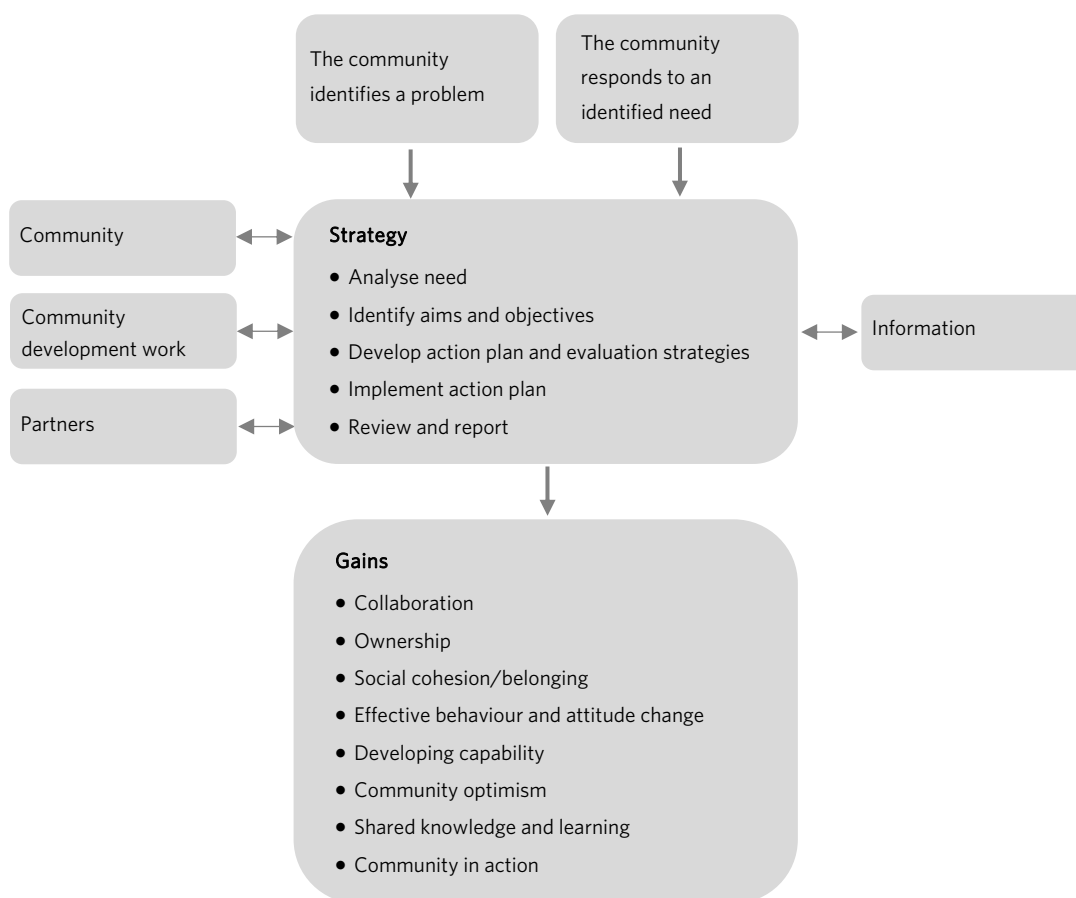 The community
identifies a problem
The community
responds to an
identified need
Community
Community
development work
Partners
Strategy
• Analyse need
• Identify aims and objectives
• Develop action plan and evaluation strategies
• Implement action plan
• Review and report
Information
Gains
• Collaboration
• Ownership
• Social cohesion/belonging
• Effective behaviour and attitude change
• Developing capability
• Community optimism
• Shared knowledge and learning
• Community in action